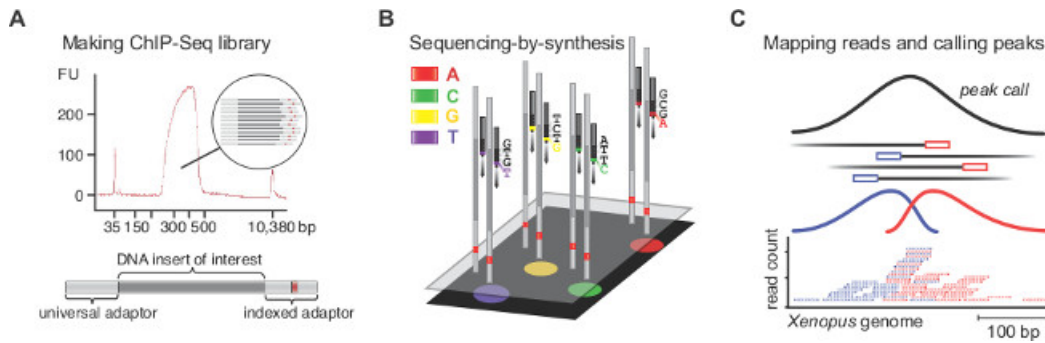 A
Making ChIP-Seq library
FU
200
100
0
35 150 300 500 10,380 bp
DNA insert of interest
universal adaptor
indexed adaptor
B
Sequencing-by-synthesis
A
C
G
T
G
C
G
A
C
Mapping reads and calling peaks
peak call
read count
Xenopus genome
100 bp